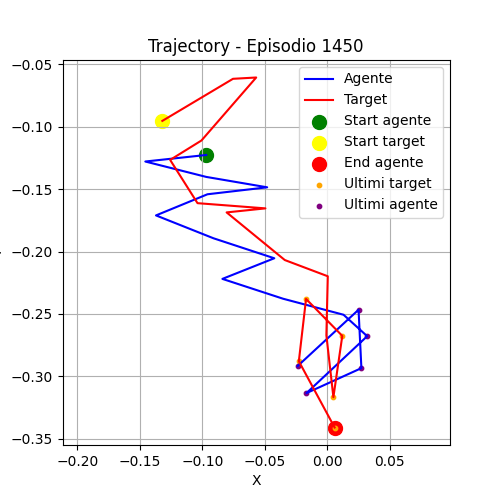 Trajectory - Episodio 1450
Agente
Target
Start agente
Start target
End agente
Ultimi target
Ultimi agente
−0.05
−0.10
−0.15
−0.20
−0.25
−0.30
−0.35
−0.20
−0.15
−0.10
−0.05
0.00
0.05
X